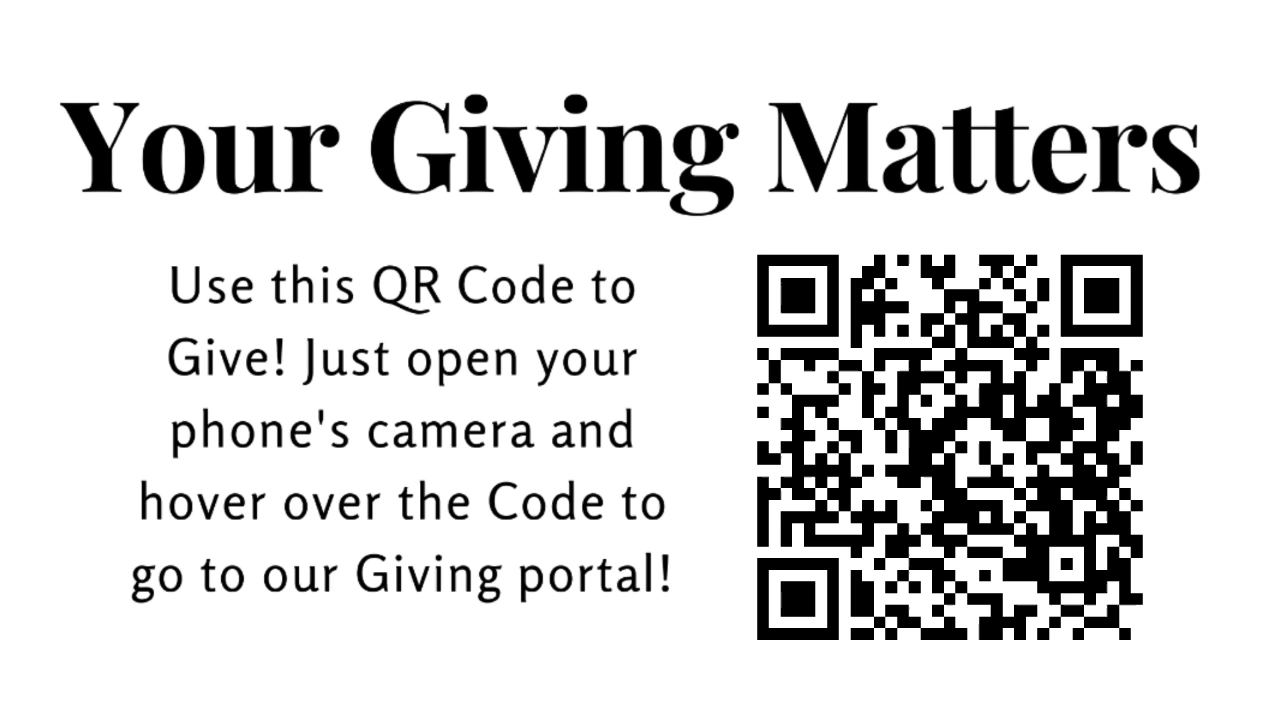 Your Giving Matters
Use this QR Code to
Give! Just open your
phone's camera and
hover over the Code to
go to our Giving portal!